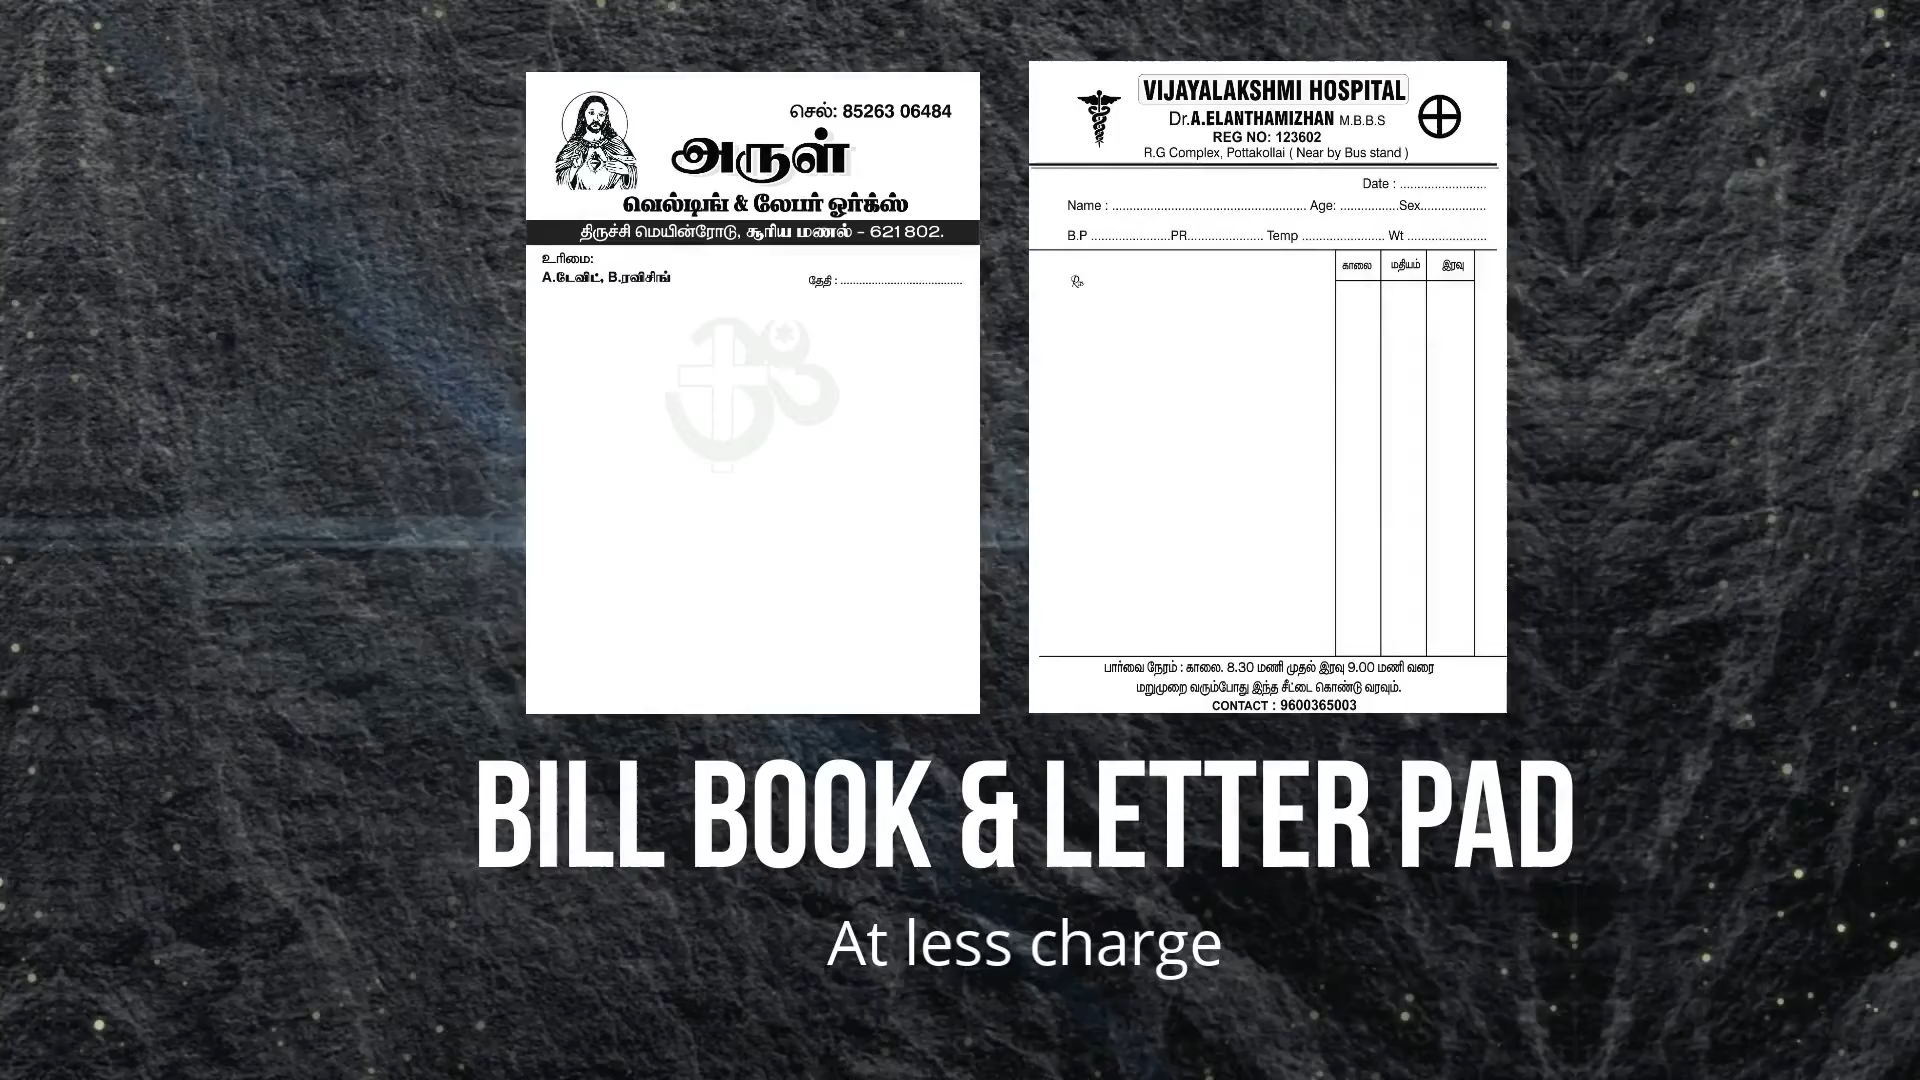 செல்: 85263 06484
அருள்
வெல்டிங் & லேபர் ஓர்க்ஸ்
திருச்சி மெயின்ரோடு, சூரிய மணல் - 621 802.
உரிமை:
A.டேவிட், B.ரவிசிங்
தேதி : ......................................
VIJAYALAKSHMI HOSPITAL
Dr.A.ELANTHAMIZHAN M.B.B.S
REG NO: 123602
R.G Complex, Pottakollai ( Near by Bus stand )
Date : .........................
Name : ........................................................ Age: .................Sex...................
B.P .......................PR...................... Temp ........................ Wt .......................
காலை மதியம் இரவு
Rx
பார்வை நேரம் : காலை. 8.30 மணி முதல் இரவு 9.00 மணி வரை
மறுமுறை வரும்போது இந்த சீட்டை கொண்டு வரவும்.
CONTACT : 9600365003
BILL BOOK & LETTER PAD
At less charge